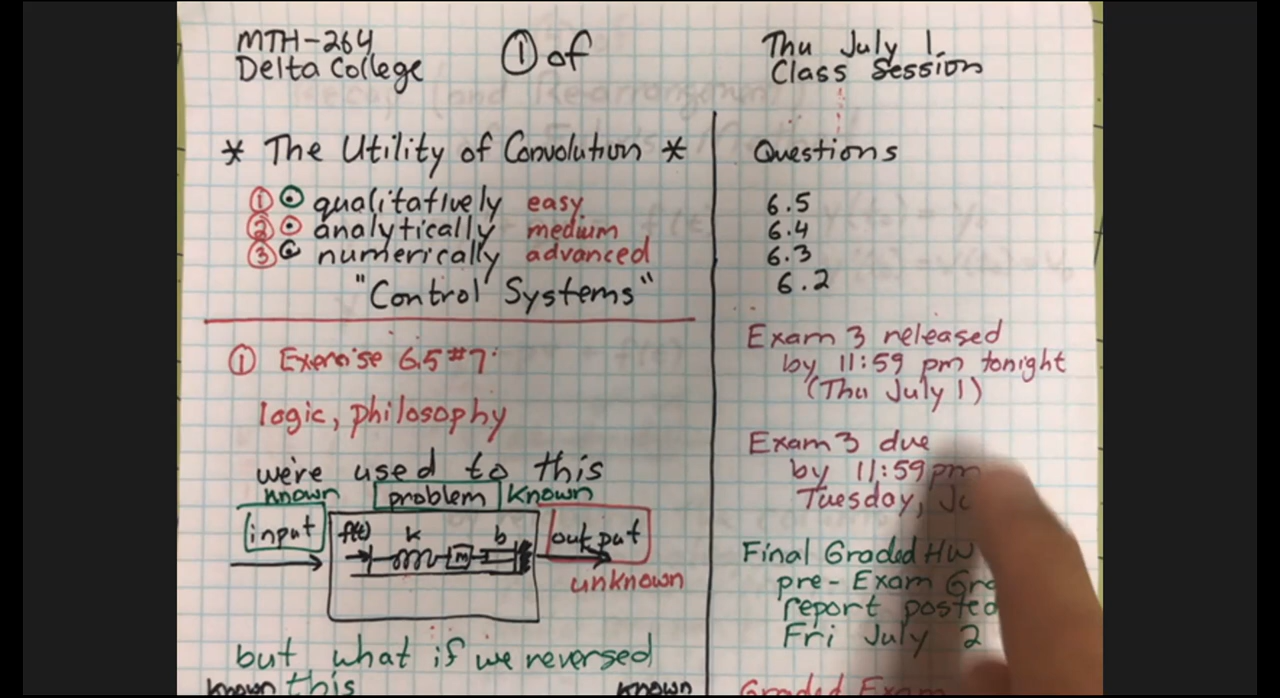 MTH-264
Delta College
① of
Thu July 1
Class Session
* The Utility of Convolution *
① • qualitatively easy
② • analytically medium
③ • numerically advanced
"Control Systems"
① Exercise 6.5 #7:
logic, philosophy
we're used to this
known problem known
input f(t) k m b output
unknown
but what if we reversed
known this known
Questions
6.5
6.4
6.3
6.2
Exam 3 released
by 11:59 pm tonight
(Thu July 1)
Exam 3 due
by 11:59 pm
Tuesday,
Final Graded HW
pre-Exam
report posted
Fri July 2
Graded Exam